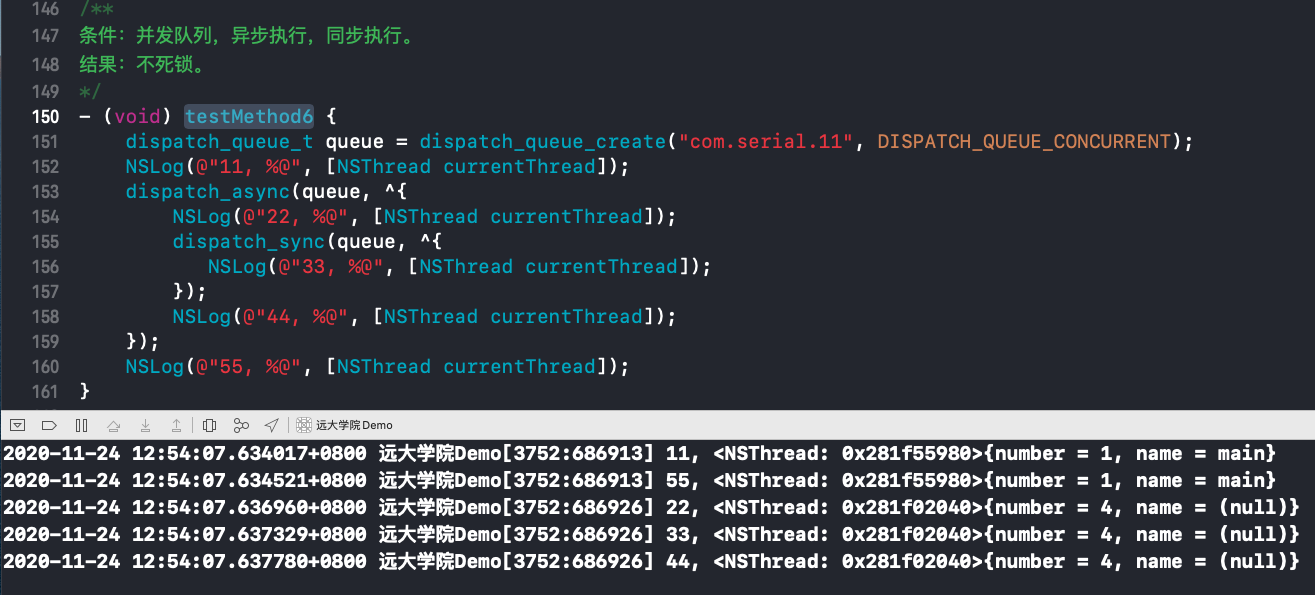 146 /**
147 条件：并发队列，异步执行，同步执行。
148 结果：不死锁。
149 */
150 - (void) testMethod6 {
151     dispatch_queue_t queue = dispatch_queue_create("com.serial.11", DISPATCH_QUEUE_CONCURRENT);
152     NSLog(@"11, %@", [NSThread currentThread]);
153     dispatch_async(queue, ^{
154         NSLog(@"22, %@", [NSThread currentThread]);
155         dispatch_sync(queue, ^{
156            NSLog(@"33, %@", [NSThread currentThread]);
157         });
158         NSLog(@"44, %@", [NSThread currentThread]);
159     });
160     NSLog(@"55, %@", [NSThread currentThread]);
161 }
远大学院Demo
2020-11-24 12:54:07.634017+0800 远大学院Demo[3752:686913] 11, <NSThread: 0x281f55980>{number = 1, name = main}
2020-11-24 12:54:07.634521+0800 远大学院Demo[3752:686913] 55, <NSThread: 0x281f55980>{number = 1, name = main}
2020-11-24 12:54:07.636960+0800 远大学院Demo[3752:686926] 22, <NSThread: 0x281f02040>{number = 4, name = (null)}
2020-11-24 12:54:07.637329+0800 远大学院Demo[3752:686926] 33, <NSThread: 0x281f02040>{number = 4, name = (null)}
2020-11-24 12:54:07.637780+0800 远大学院Demo[3752:686926] 44, <NSThread: 0x281f02040>{number = 4, name = (null)}